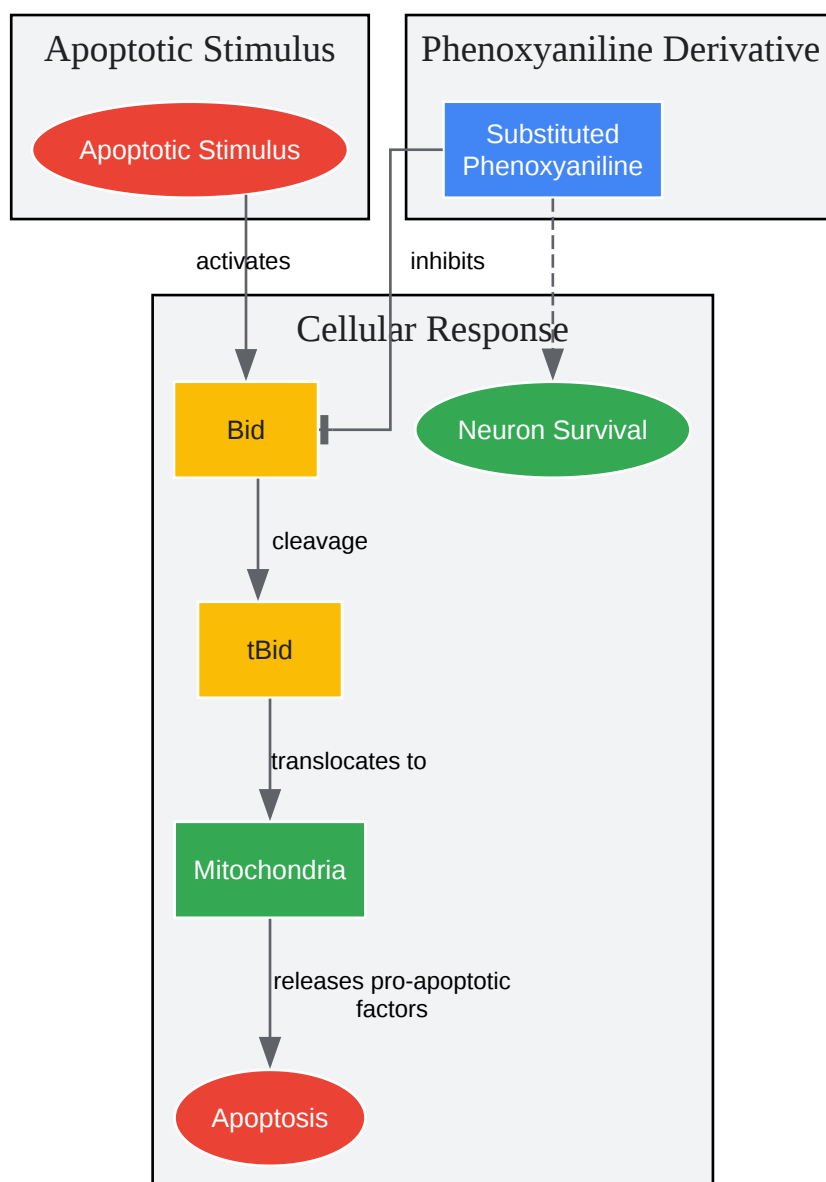 Apoptotic Stimulus
Phenoxyaniline Derivative
Apoptotic Stimulus
Substituted
Phenoxyaniline
activates
inhibits
Cellular Response
Bid
Neuron Survival
cleavage
tBid
translocates to
Mitochondria
releases pro-apoptotic
factors
Apoptosis